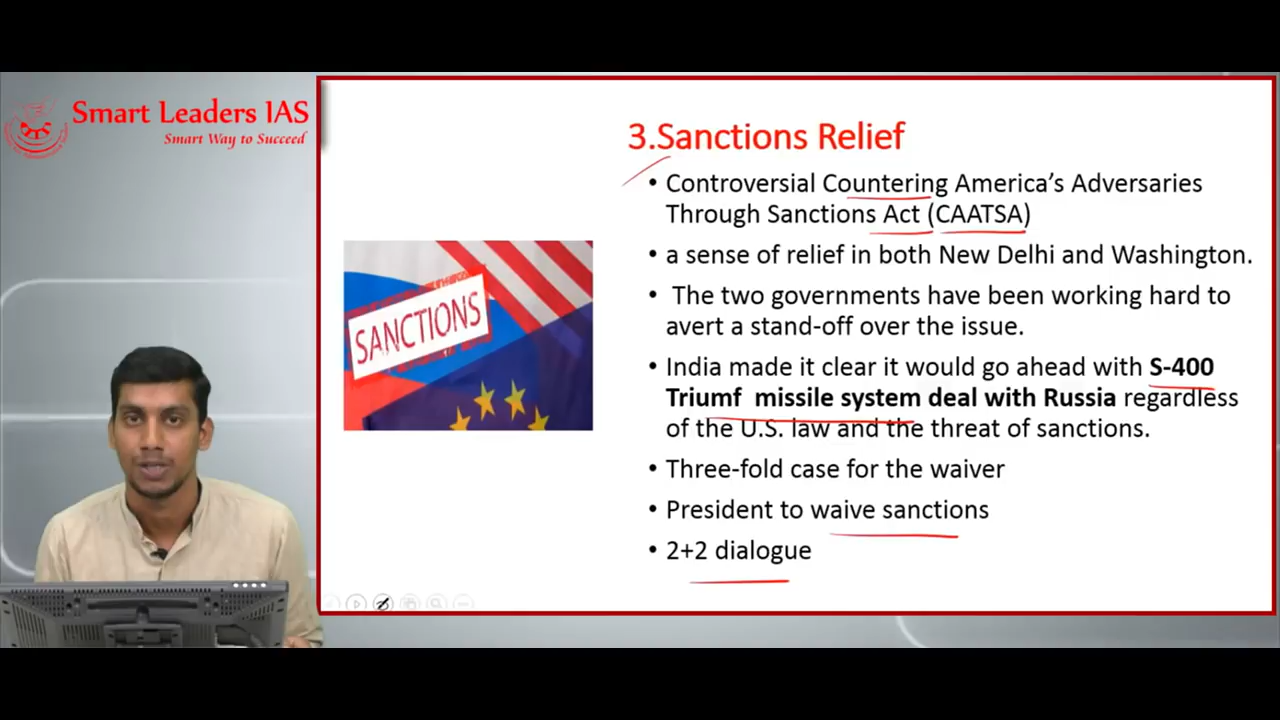 Smart Leaders IAS
Smart Way to Succeed
3.Sanctions Relief
• Controversial Countering America's Adversaries
Through Sanctions Act (CAATSA)
• a sense of relief in both New Delhi and Washington.
• The two governments have been working hard to
avert a stand-off over the issue.
• India made it clear it would go ahead with S-400
Triumf missile system deal with Russia regardless
of the U.S. law and the threat of sanctions.
• Three-fold case for the waiver
• President to waive sanctions
• 2+2 dialogue
SANCTIONS